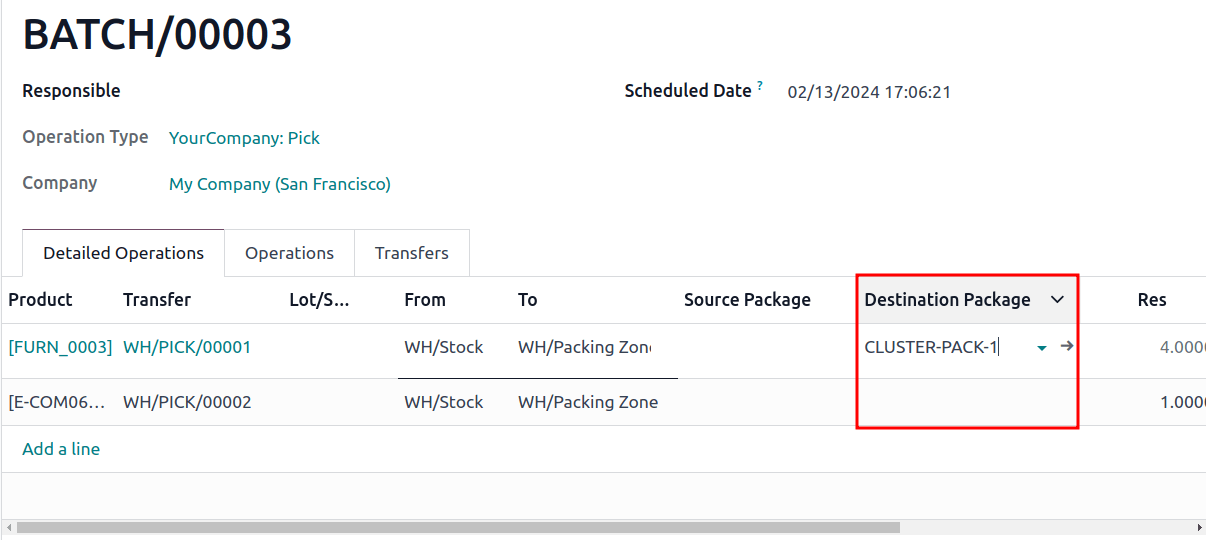 BATCH/00003
Responsible
Scheduled Date ? 02/13/2024 17:06:21
Operation Type YourCompany: Pick
Company My Company (San Francisco)
Detailed Operations Operations Transfers
Product Transfer Lot/S... From To Source Package Destination Package Res
[FURN_0003] WH/PICK/00001 WH/Stock WH/Packing Zone CLUSTER-PACK-1 4.0000
[E-COM06... WH/PICK/00002 WH/Stock WH/Packing Zone 1.0000
Add a line